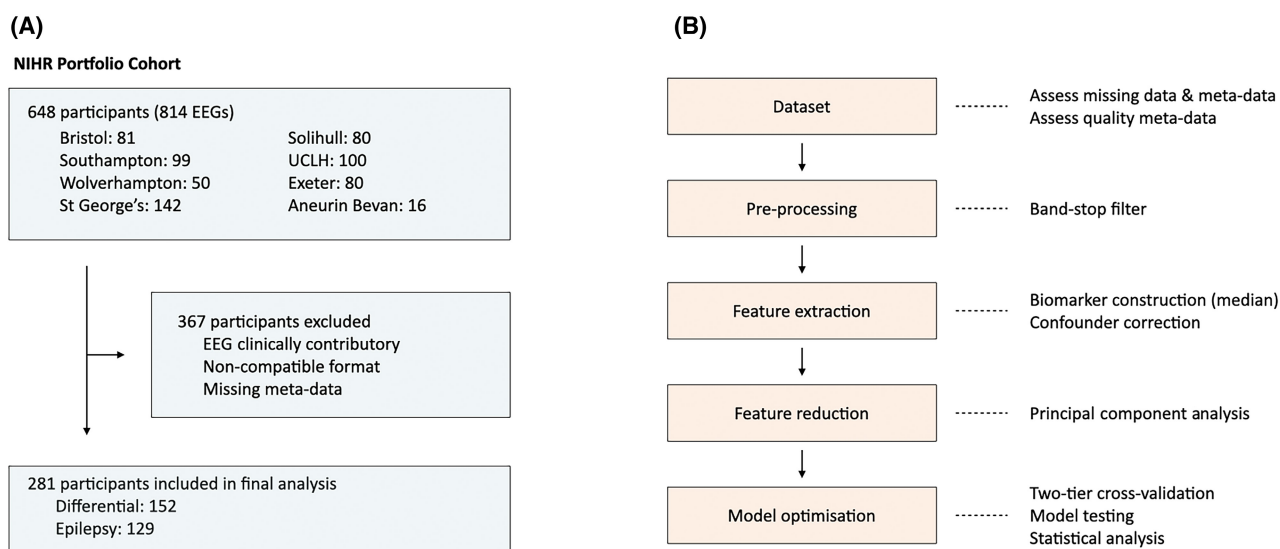 (A)
NIHR Portfolio Cohort
648 participants (814 EEGs)
Bristol: 81
Southampton: 99
Wolverhampton: 50
St George’s: 142
Solihull: 80
UCLH: 100
Exeter: 80
Aneurin Bevan: 16
367 participants excluded
EEG clinically contributory
Non-compatible format
Missing meta-data
281 participants included in final analysis
Differential: 152
Epilepsy: 129
(B)
Dataset
Assess missing data & meta-data
Assess quality meta-data
Pre-processing
Band-stop filter
Feature extraction
Biomarker construction (median)
Confounder correction
Feature reduction
Principal component analysis
Model optimisation
Two-tier cross-validation
Model testing
Statistical analysis